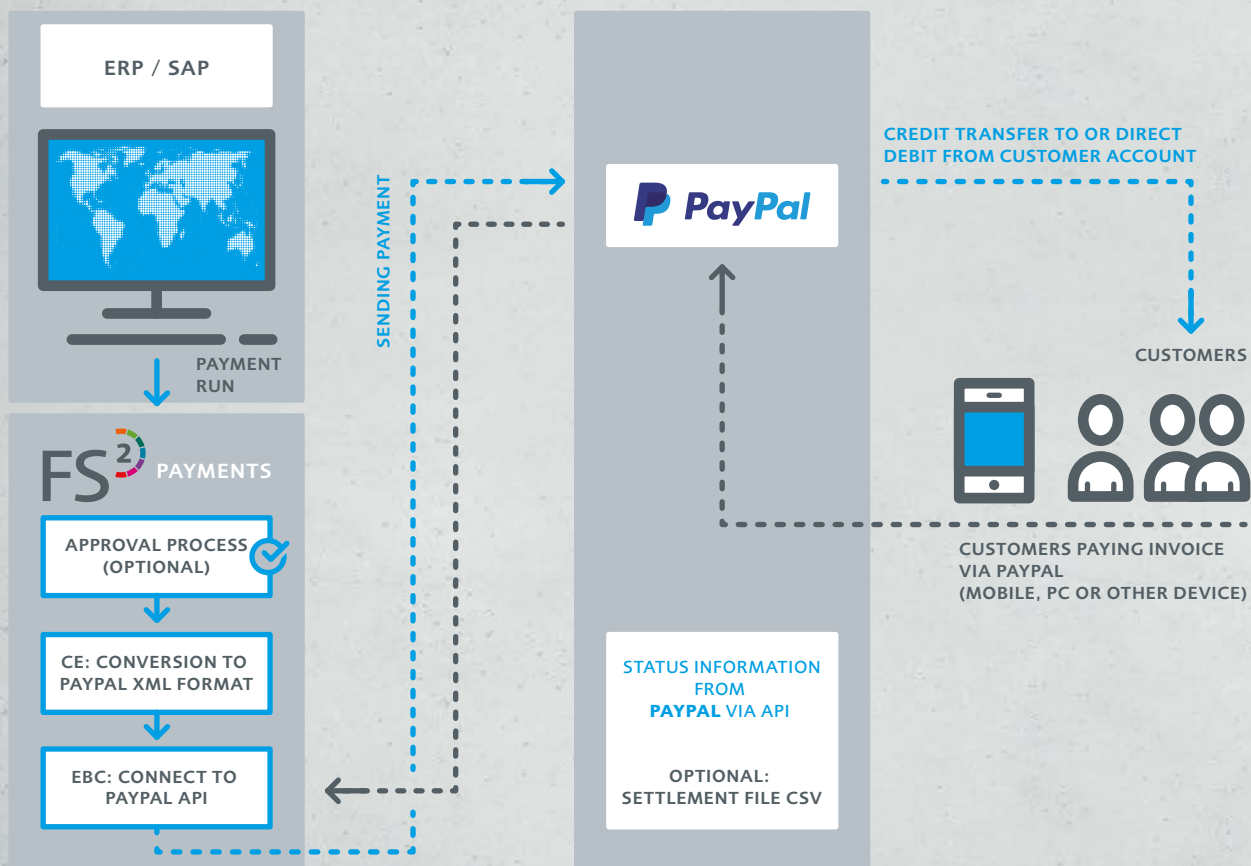 ERP / SAP
PAYMENT
RUN
FS²
PAYMENTS
APPROVAL PROCESS
(OPTIONAL)
CE: CONVERSION TO
PAYPAL XML FORMAT
EBC: CONNECT TO
PAYPAL API
SENDING PAYMENT
PayPal
STATUS INFORMATION
FROM
PAYPAL VIA API
OPTIONAL:
SETTLEMENT FILE CSV
CREDIT TRANSFER TO OR DIRECT
DEBIT FROM CUSTOMER ACCOUNT
CUSTOMERS
CUSTOMERS PAYING INVOICE
VIA PAYPAL
(MOBILE, PC OR OTHER DEVICE)